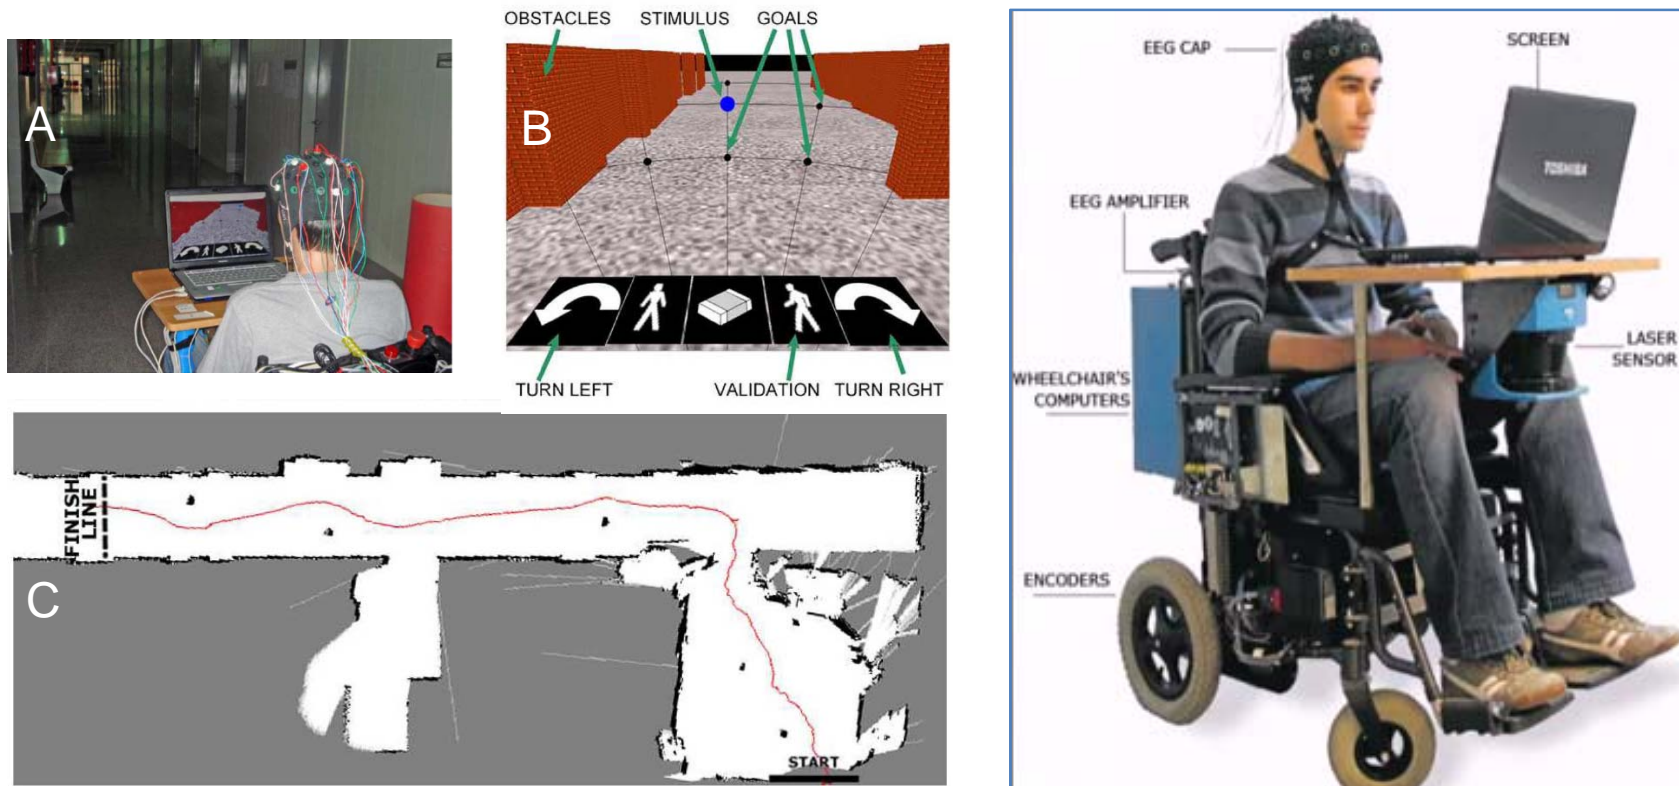 A
OBSTACLES STIMULUS GOALS
B
TURN LEFT VALIDATION TURN RIGHT
FINISH
LINE
C
START
EEG CAP
SCREEN
TOSHIBA
EEG AMPLIFIER
LASER
SENSOR
WHEELCHAIR'S
COMPUTERS
ENCODERS